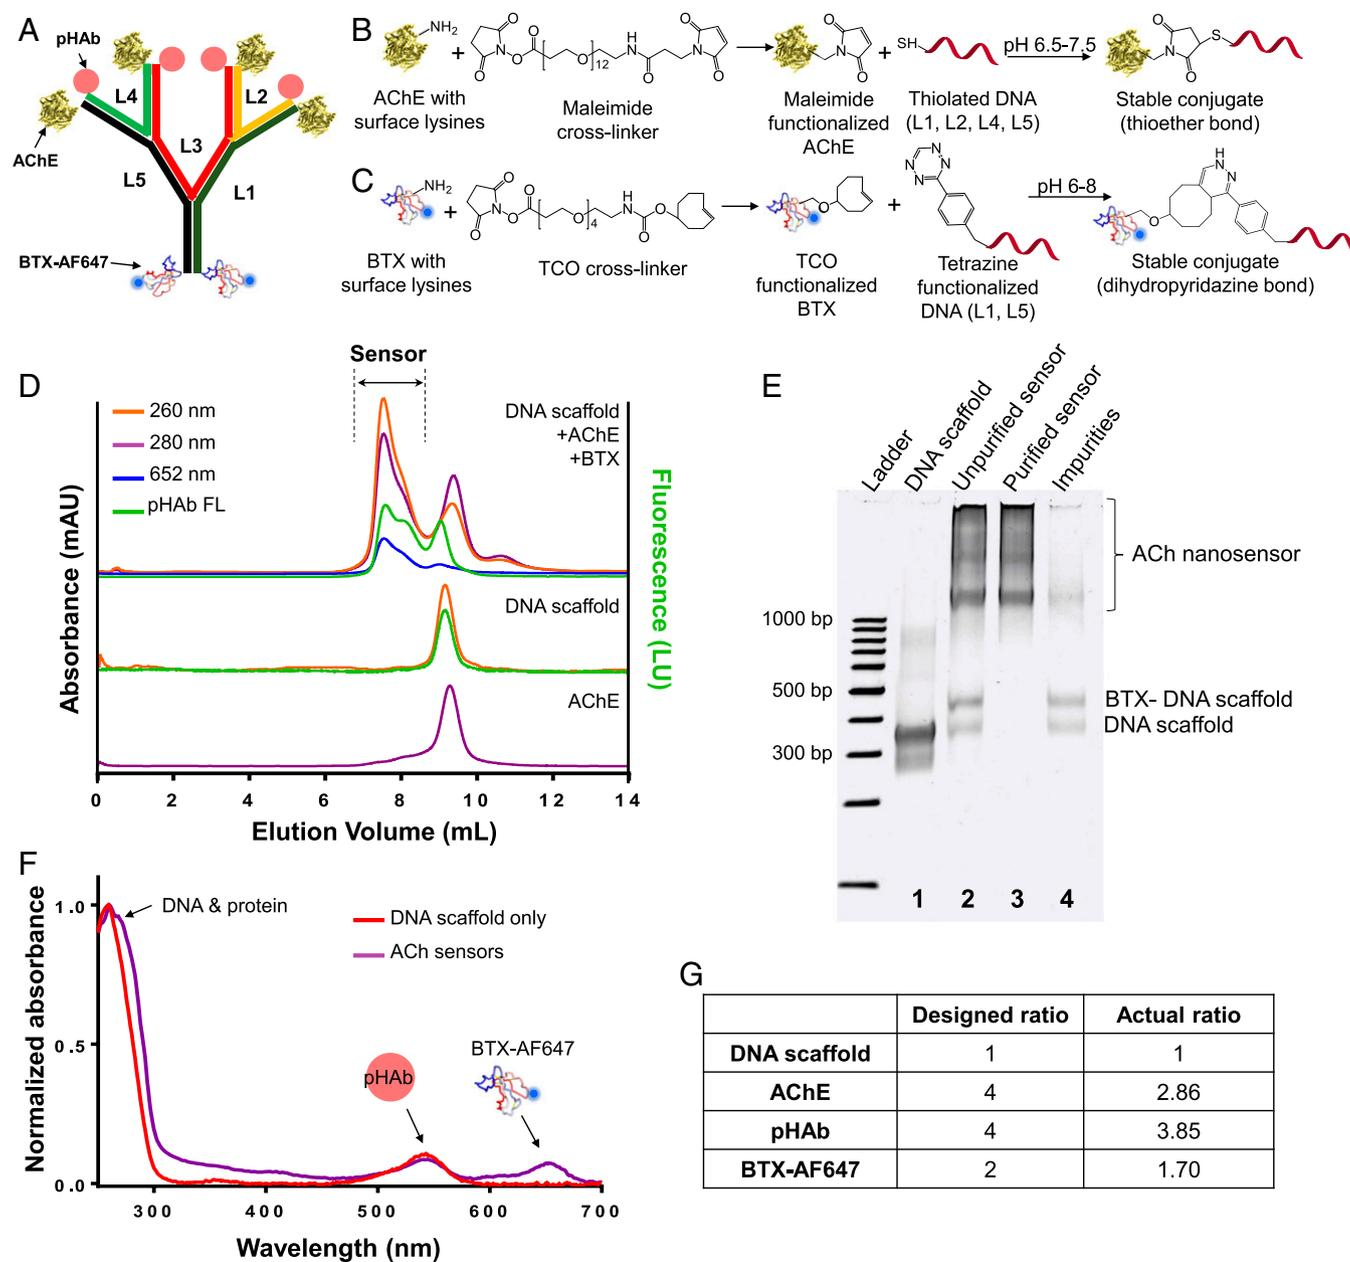 A
pHAb
L4
L2
L3
L5
L1
AChE
BTX-AF647
B
NH2
+
O
N
O
O
O
O
12
H
N
O
N
O
O
O
N
O
+
SH
pH 6.5-7.5
O
N
O
S
AChE with
surface lysines
Maleimide
cross-linker
Maleimide
functionalized
AChE
Thiolated DNA
(L1, L2, L4, L5)
Stable conjugate
(thioether bond)
C
NH2
+
O
N
O
O
O
O
4
H
N
O
O
O
+
N
N
N
N
pH 6-8
H
N
N
O
BTX with
surface lysines
TCO cross-linker
TCO
functionalized
BTX
Tetrazine
functionalized
DNA (L1, L5)
Stable conjugate
(dihydropyridazine bond)
D
Sensor
260 nm
280 nm
652 nm
pHAb FL
DNA scaffold
+AChE
+BTX
DNA scaffold
AChE
Absorbance (mAU)
Fluorescence (LU)
0 2 4 6 8 10 12 14
Elution Volume (mL)
E
Ladder
DNA scaffold
Unpurified sensor
Purified sensor
Impurities
ACh nanosensor
1000 bp
500 bp
300 bp
BTX- DNA scaffold
DNA scaffold
1 2 3 4
F
DNA & protein
DNA scaffold only
ACh sensors
pHAb
BTX-AF647
Normalized absorbance
1.0
0.5
0.0
300 400 500 600 700
Wavelength (nm)
G
Designed ratio Actual ratio
DNA scaffold 1 1
AChE 4 2.86
pHAb 4 3.85
BTX-AF647 2 1.70